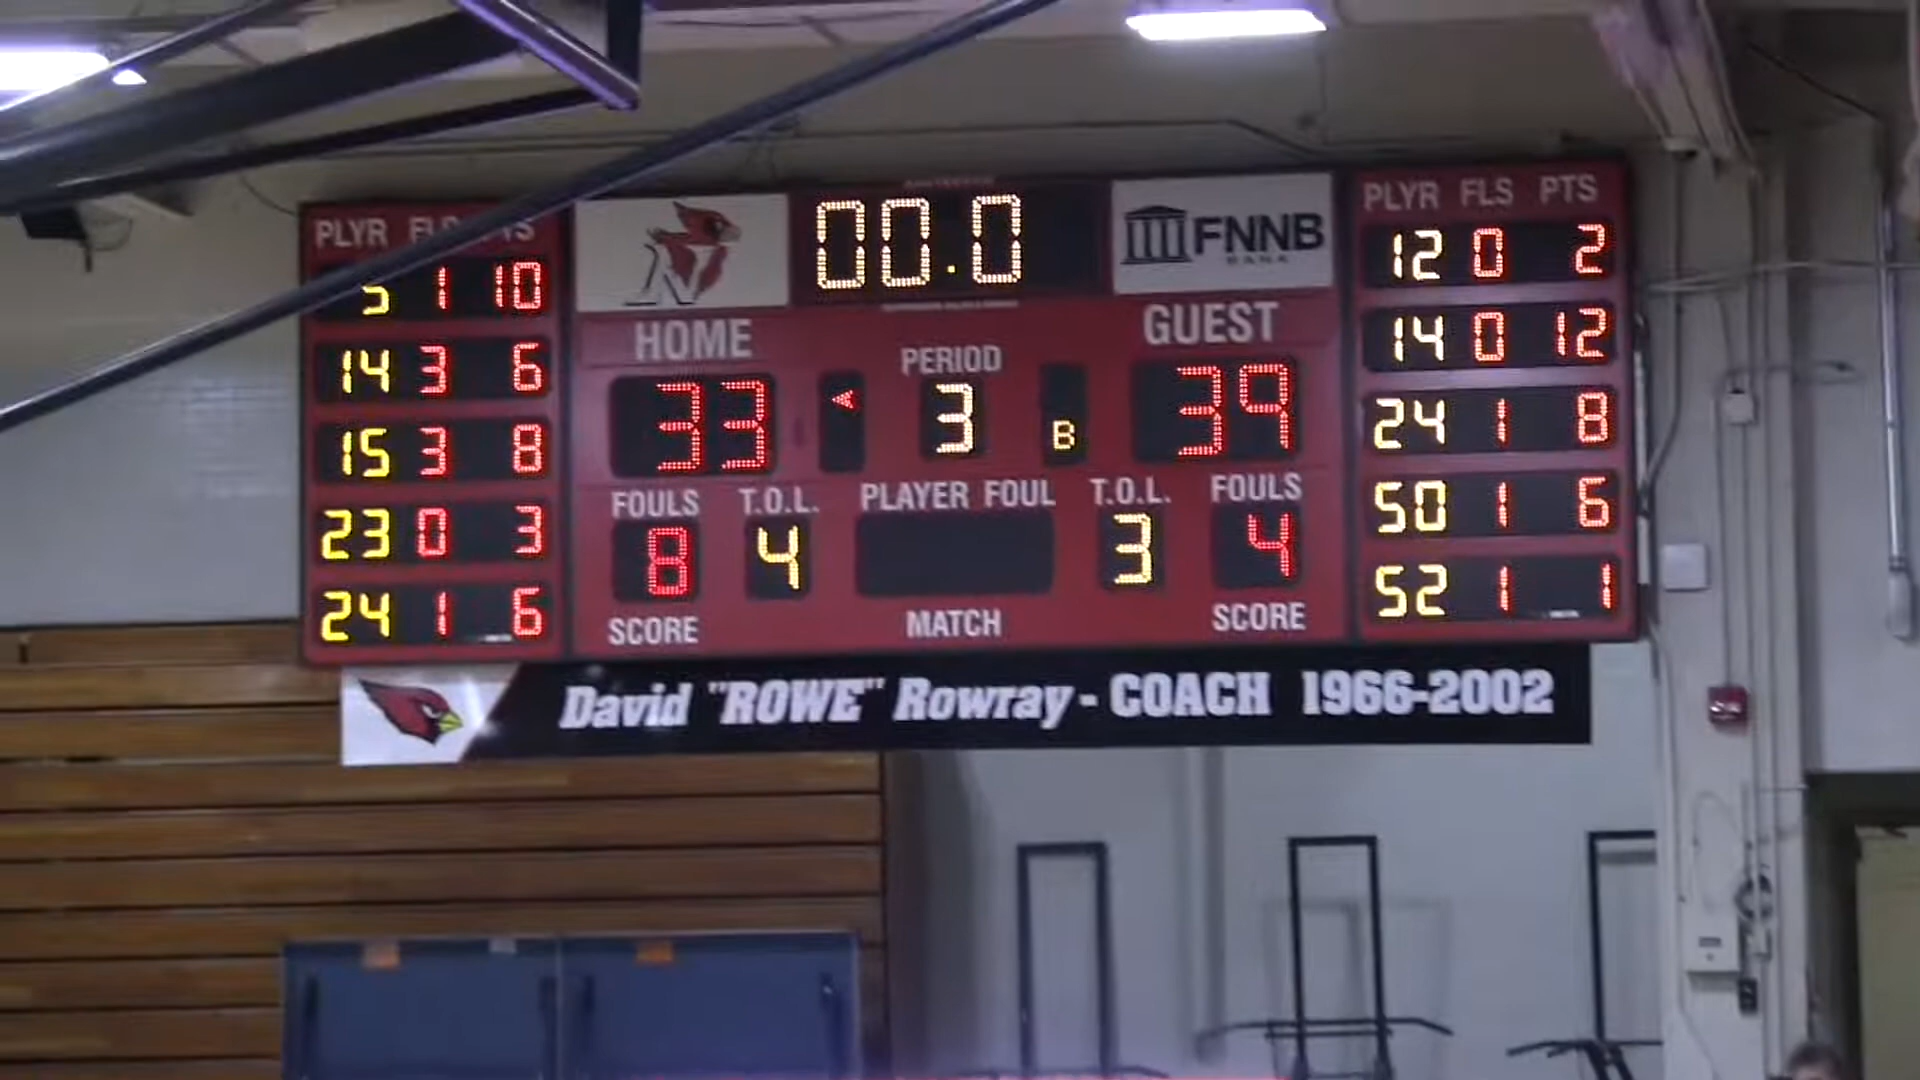 00.0
FNNB
BANK
PLYR FLS PTS
5 1 10
14 3 6
15 3 8
23 0 3
24 1 6
HOME
33
PERIOD
3
B
GUEST
39
FOULS
8
T.O.L.
4
PLAYER FOUL
T.O.L.
3
FOULS
4
SCORE
MATCH
SCORE
PLYR FLS PTS
12 0 2
14 0 12
24 1 8
50 1 6
52 1 1
David "ROWE" Rowray - COACH 1966-2002